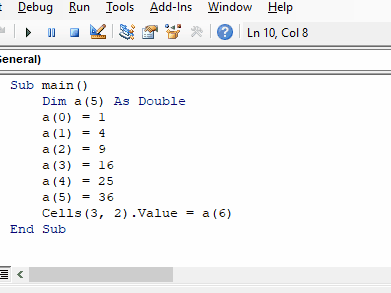 Debug Run Tools Add-Ins Window Help
Ln 10, Col 8
General)
Sub main()
Dim a(5) As Double
a(0) = 1
a(1) = 4
a(2) = 9
a(3) = 16
a(4) = 25
a(5) = 36
Cells(3, 2).Value = a(6)
End Sub